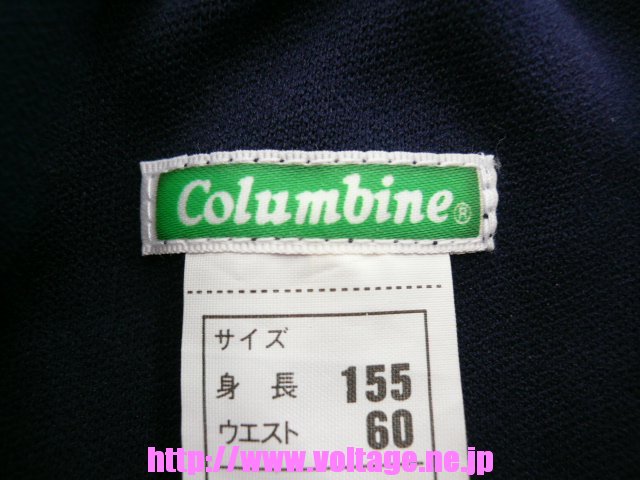 Columbine®
サイズ
身長 155
ウエスト 60
http://www.voltage.ne.jp